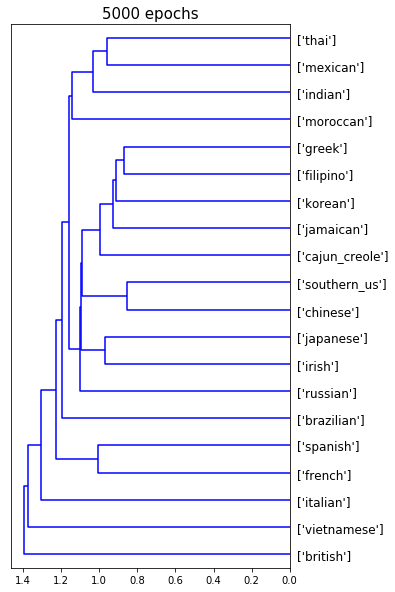 5000 epochs
['thai']
['mexican']
['indian']
['moroccan']
['greek']
['filipino']
['korean']
['jamaican']
['cajun_creole']
['southern_us']
['chinese']
['japanese']
['irish']
['russian']
['brazilian']
['spanish']
['french']
['italian']
['vietnamese']
['british']
1.4 1.2 1.0 0.8 0.6 0.4 0.2 0.0